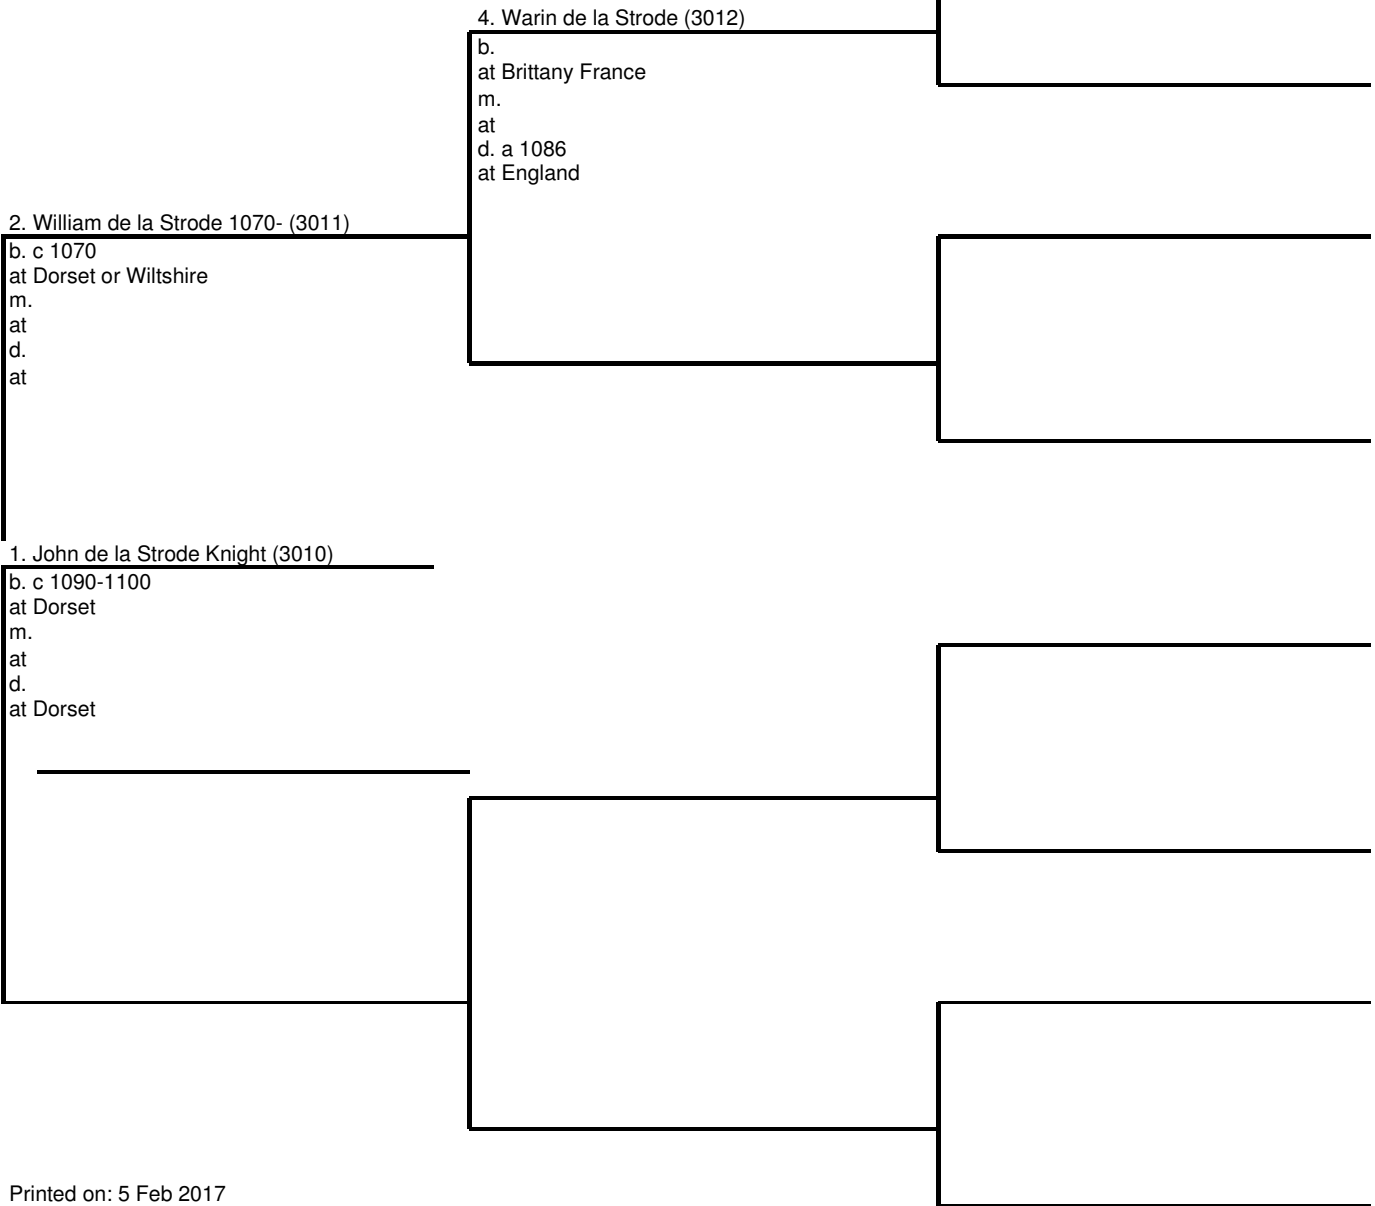 4. Warin de la Strode (3012)
b.
at Brittany France
m.
at
d. a 1086
at England
2. William de la Strode 1070- (3011)
b. c 1070
at Dorset or Wiltshire
m.
at
d.
at
1. John de la Strode Knight (3010)
b. c 1090-1100
at Dorset
m.
at
d.
at Dorset
Printed on: 5 Feb 2017